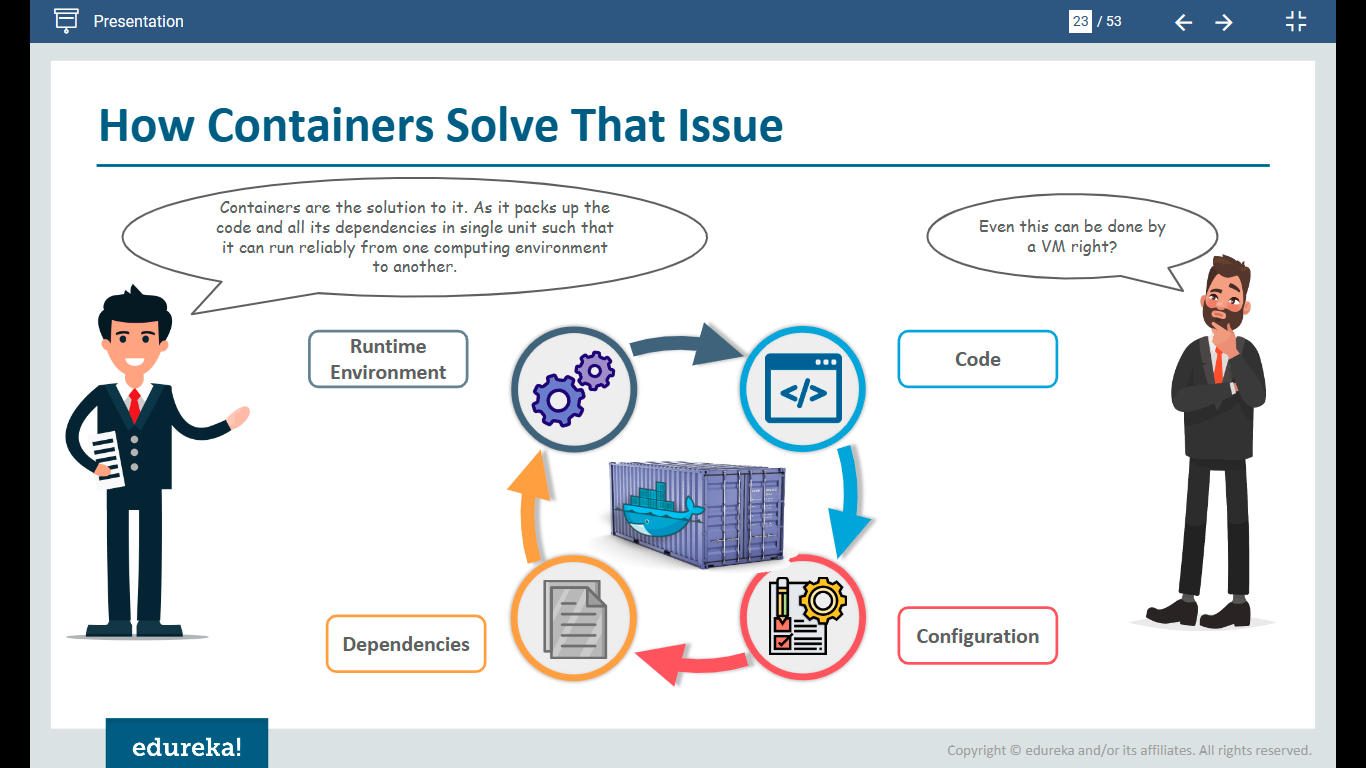 Presentation
23 / 53
How Containers Solve That Issue
Containers are the solution to it. As it packs up the
code and all its dependencies in single unit such that
it can run reliably from one computing environment
to another.
Even this can be done by
a VM right?
Runtime
Environment
</>
Code
Dependencies
Configuration
edureka!
Copyright © edureka and/or its affiliates. All rights reserved.